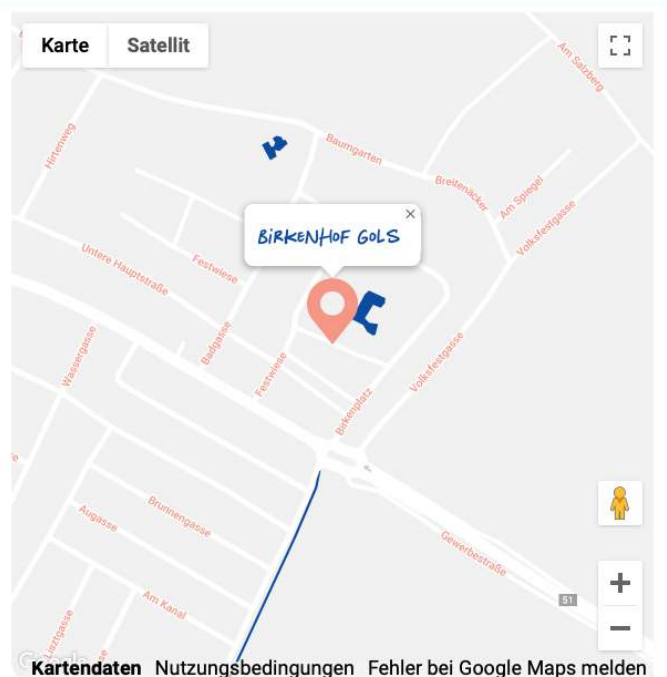 Karte Satellit
Am Salzberg
Hirtenweg
Baumgarten
Breitenäcker
Am Spiegel
Volksfestgasse
BiRKENHOF GOLS
Festwiese
Untere Hauptstraße
Badgasse
Wassergasse
Festwiese
Birkenplatz
Volksfestgasse
Brunnengasse
Augasse
Gewerbestraße
Am Kanal
51
Lisztgasse
Google
Kartendaten Nutzungsbedingungen Fehler bei Google Maps melden